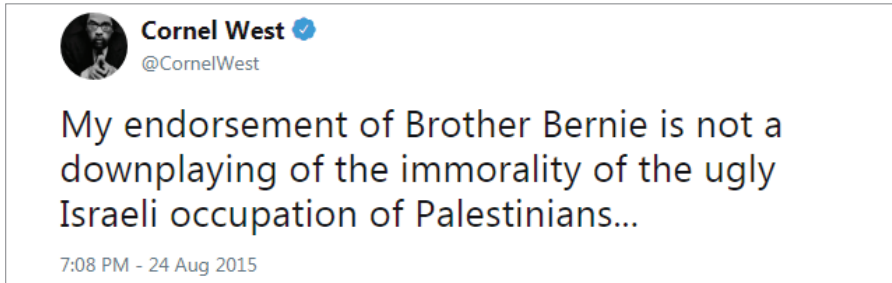 Cornel West
@CornelWest
My endorsement of Brother Bernie is not a
downplaying of the immorality of the ugly
Israeli occupation of Palestinians...
7:08 PM - 24 Aug 2015